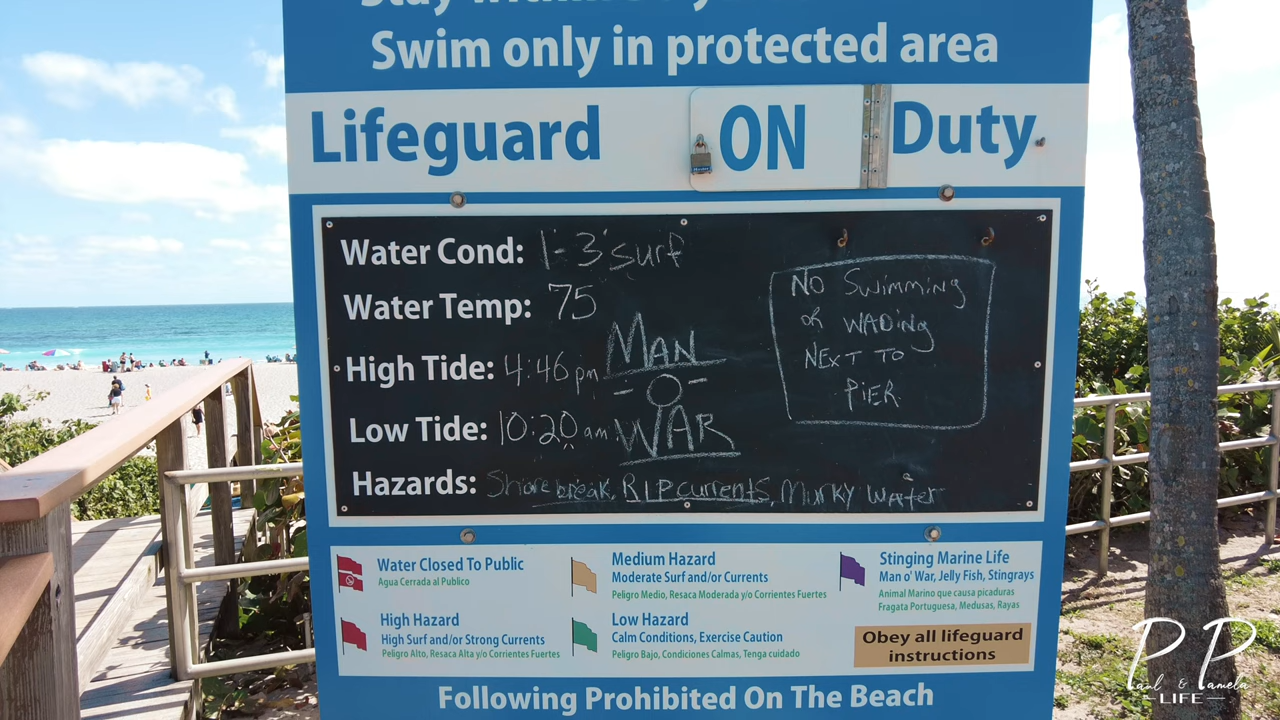 Stay within
Swim only in protected area
Lifeguard ON Duty
Water Cond: 1'-3' surf
Water Temp: 75
High Tide: 4:46 pm
Low Tide: 10:20 am
MAN
-O-
WAR
NO Swimming
or WADing
NEXT TO
PiER
Hazards: Shore break, RIP currents, Murky Water
Water Closed To Public
Agua Cerrada al Publico
High Hazard
High Surf and/or Strong Currents
Peligro Alto, Resaca Alta y/o Corrientes Fuertes
Medium Hazard
Moderate Surf and/or Currents
Peligro Medio, Resaca Moderada y/o Corrientes Fuertes
Low Hazard
Calm Conditions, Exercise Caution
Peligro Bajo, Condiciones Calmas, Tenga cuidado
Stinging Marine Life
Man o' War, Jelly Fish, Stingrays
Animal Marino que causa picaduras
Fragata Portuguesa, Medusas, Rayas
Obey all lifeguard
instructions
Following Prohibited On The Beach
Paul & Pamela
LIFE